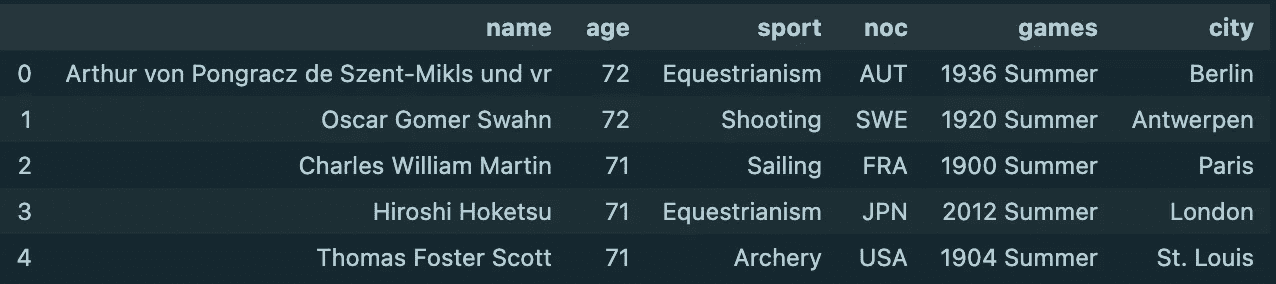 name age sport noc games city
0 Arthur von Pongracz de Szent-Mikls und vr 72 Equestrianism AUT 1936 Summer Berlin
1 Oscar Gomer Swahn 72 Shooting SWE 1920 Summer Antwerpen
2 Charles William Martin 71 Sailing FRA 1900 Summer Paris
3 Hiroshi Hoketsu 71 Equestrianism JPN 2012 Summer London
4 Thomas Foster Scott 71 Archery USA 1904 Summer St. Louis